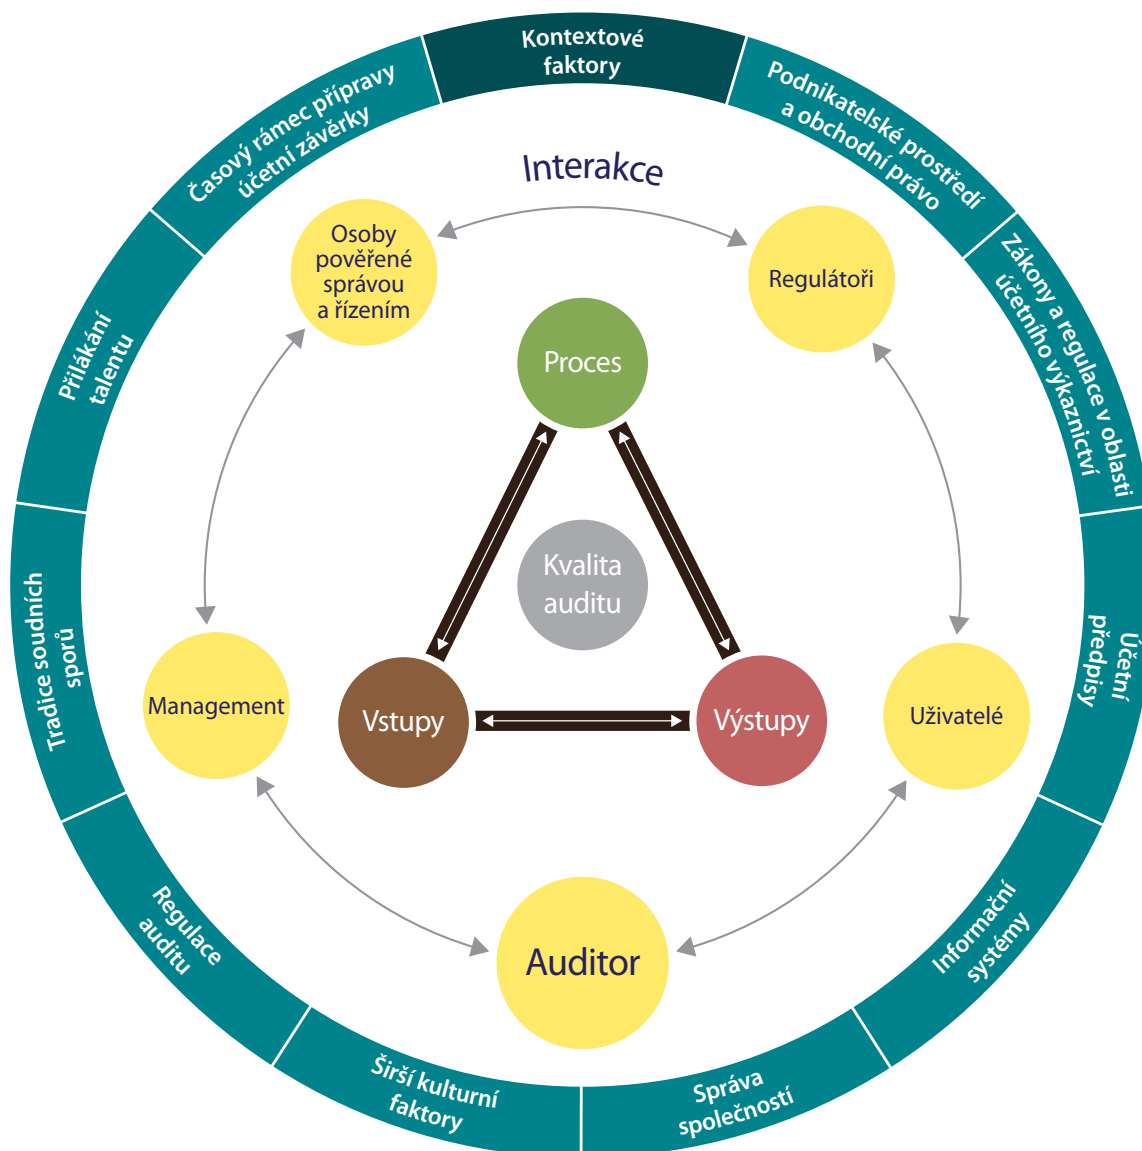 Kontextové
faktory
Podnikatelské prostředí
a obchodní právo
Zákony a regulace v oblasti
účetního výkaznictví
Účetní
předpisy
Informační
systémy
Správa
společností
Širší kulturní
faktory
Regulace
auditu
Tradice soudních
sporů
Přilákání
talentu
Časový rámec přípravy
účetní závěrky
Interakce
Osoby
pověřené
správou
a řízením
Regulátoři
Proces
Kvalita
auditu
Management
Vstupy
Výstupy
Uživatelé
Auditor